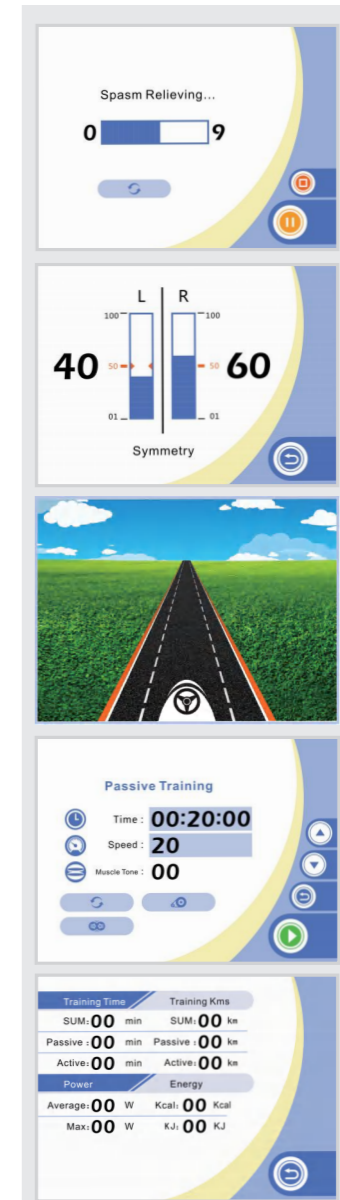 Spasm Relieving...
0 9
L R
100 100
40 50 50 60
01 01
Symmetry
Passive Training
Time : 00:20:00
Speed : 20
Muscle Tone : 00
Training Time Training Kms
SUM: 00 min SUM: 00 km
Passive : 00 min Passive : 00 km
Active: 00 min Active: 00 km
Power Energy
Average: 00 W Kcal: 00 Kcal
Max: 00 W KJ: 00 KJ